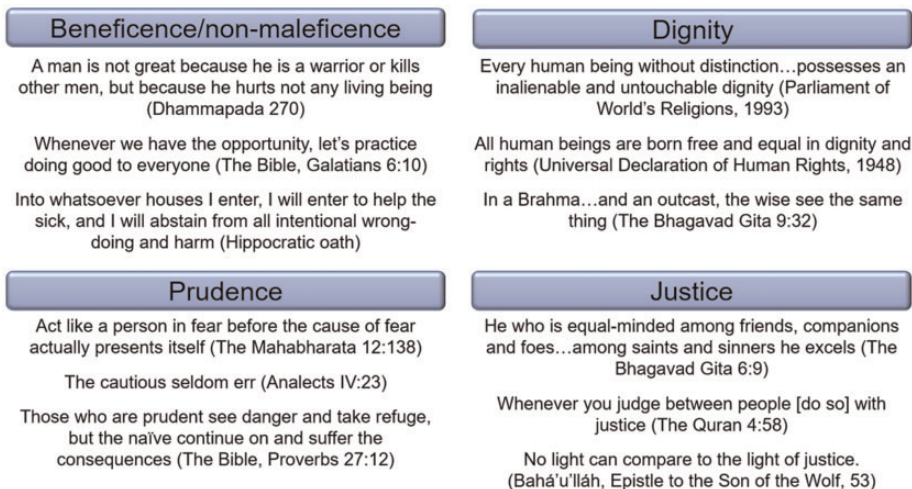 Beneficence/non-maleficence
A man is not great because he is a warrior or kills
other men, but because he hurts not any living being
(Dhammapada 270)
Whenever we have the opportunity, let's practice
doing good to everyone (The Bible, Galatians 6:10)
Into whatsoever houses I enter, I will enter to help the
sick, and I will abstain from all intentional wrong-
doing and harm (Hippocratic oath)
Dignity
Every human being without distinction...possesses an
inalienable and untouchable dignity (Parliament of
World's Religions, 1993)
All human beings are born free and equal in dignity and
rights (Universal Declaration of Human Rights, 1948)
In a Brahma...and an outcast, the wise see the same
thing (The Bhagavad Gita 9:32)
Prudence
Act like a person in fear before the cause of fear
actually presents itself (The Mahabharata 12:138)
The cautious seldom err (Analects IV:23)
Those who are prudent see danger and take refuge,
but the naïve continue on and suffer the
consequences (The Bible, Proverbs 27:12)
Justice
He who is equal-minded among friends, companions
and foes...among saints and sinners he excels (The
Bhagavad Gita 6:9)
Whenever you judge between people [do so] with
justice (The Quran 4:58)
No light can compare to the light of justice.
(Bahá'u'lláh, Epistle to the Son of the Wolf, 53)